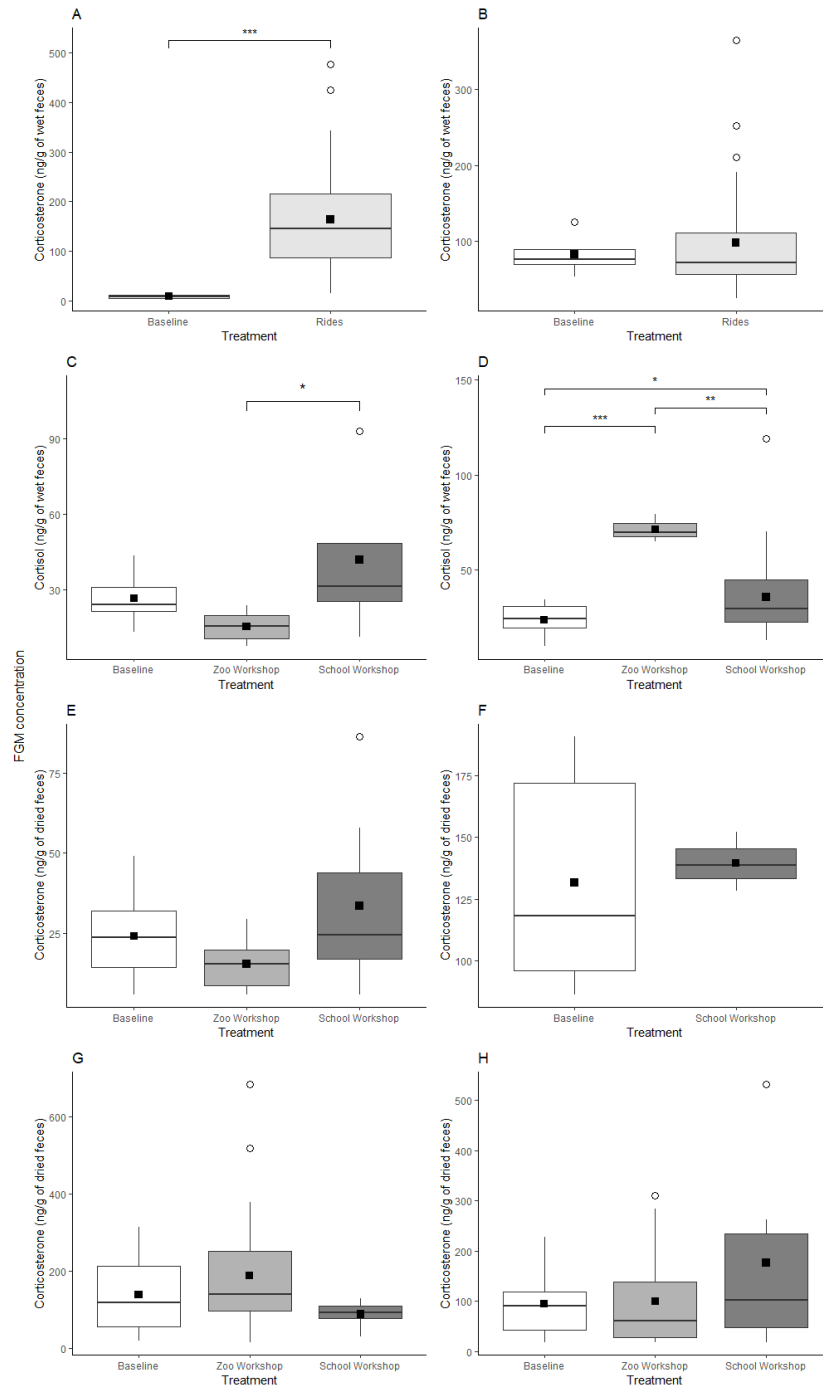 A
***
Corticosterone (ng/g of wet feces)
500
400
300
200
100
0
Baseline
Rides
Treatment
B
Corticosterone (ng/g of wet feces)
300
200
100
Baseline
Rides
Treatment
C
*
Cortisol (ng/g of wet feces)
90
60
30
Baseline
Zoo Workshop
School Workshop
Treatment
D
*
**
***
Cortisol (ng/g of wet feces)
150
100
50
Baseline
Zoo Workshop
School Workshop
Treatment
FGM concentration
E
Corticosterone (ng/g of dried feces)
75
50
25
Baseline
Zoo Workshop
School Workshop
Treatment
F
Corticosterone (ng/g of dried feces)
175
150
125
100
Baseline
School Workshop
Treatment
G
Corticosterone (ng/g of dried feces)
600
400
200
0
Baseline
Zoo Workshop
School Workshop
Treatment
H
Corticosterone (ng/g of dried feces)
500
400
300
200
100
0
Baseline
Zoo Workshop
School Workshop
Treatment